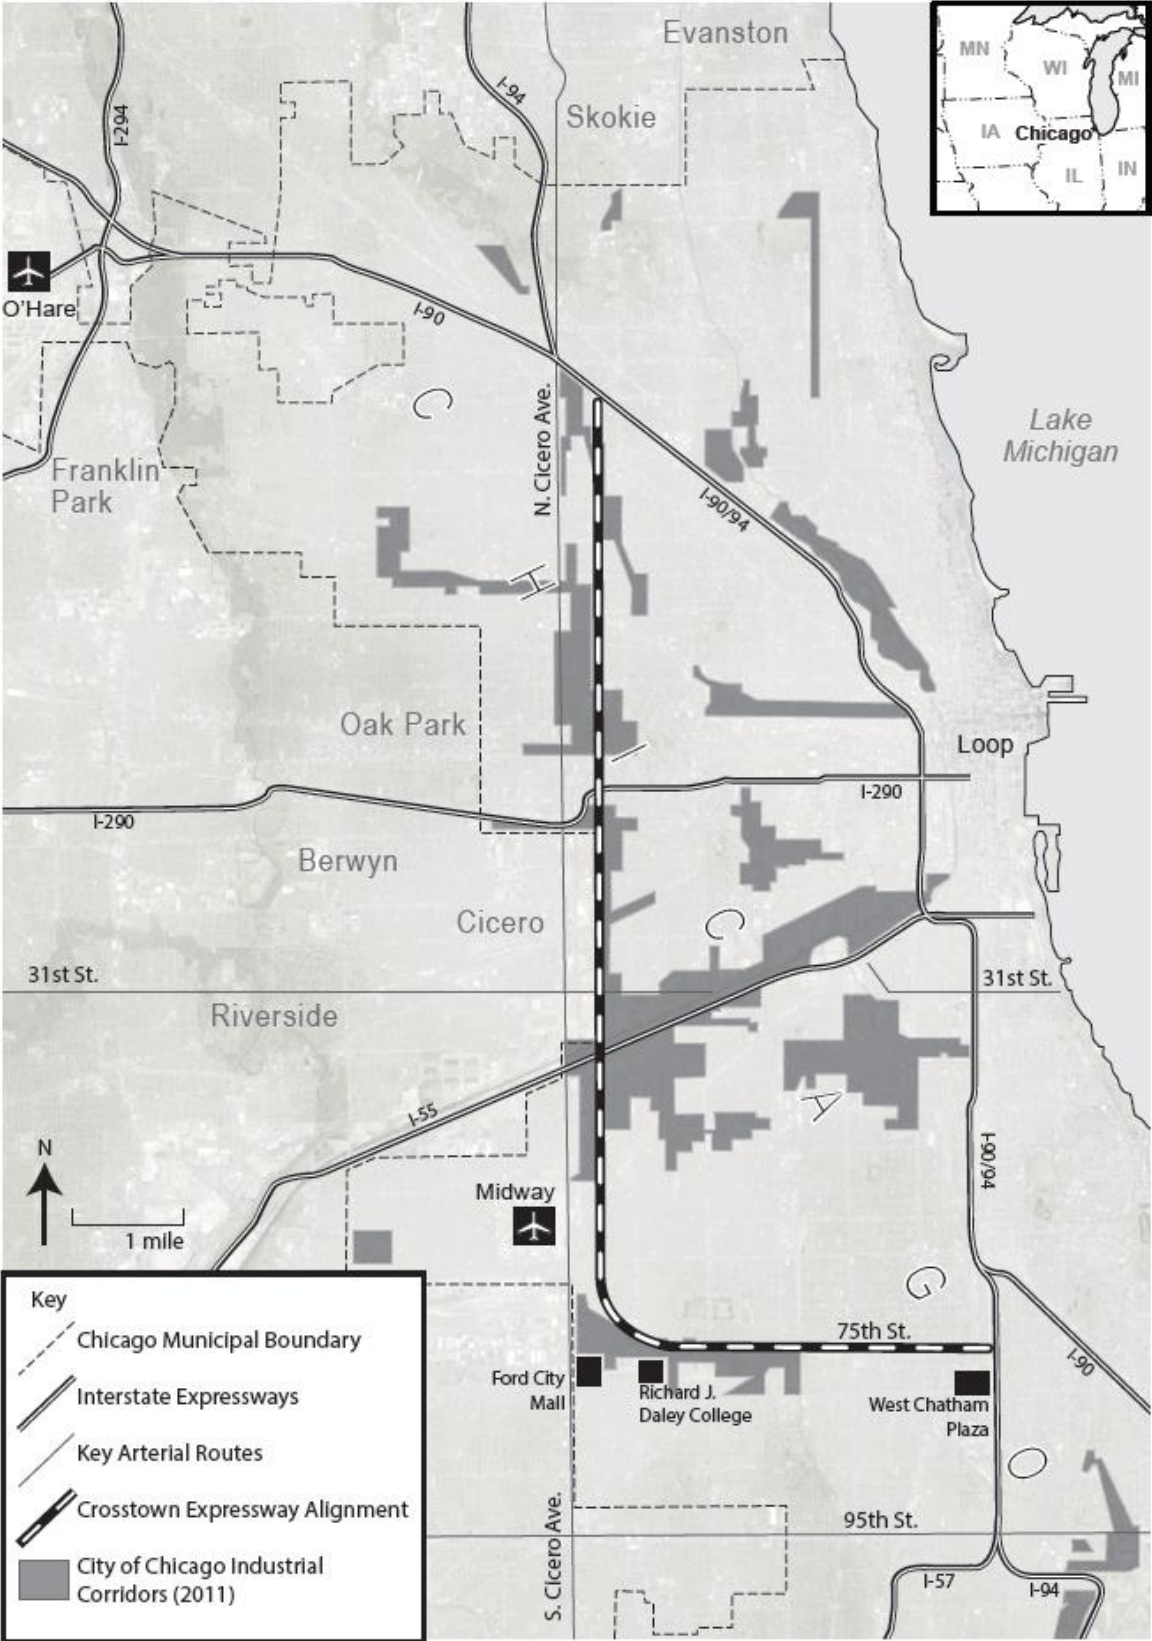 Evanston
Skokie
I-294
I-94
MN
WI
MI
IA
Chicago
IL
IN
O'Hare
I-90
C
N. Cicero Ave.
Lake
Michigan
Franklin
Park
I-90/94
H
Oak Park
I
Loop
I-290
I-290
Berwyn
Cicero
C
31st St.
31st St.
Riverside
A
I-55
I-90/94
N
1 mile
Midway
G
75th St.
I-90
Ford City
Mall
Richard J.
Daley College
West Chatham
Plaza
O
S. Cicero Ave.
95th St.
I-57
I-94
Key
Chicago Municipal Boundary
Interstate Expressways
Key Arterial Routes
Crosstown Expressway Alignment
City of Chicago Industrial
Corridors (2011)